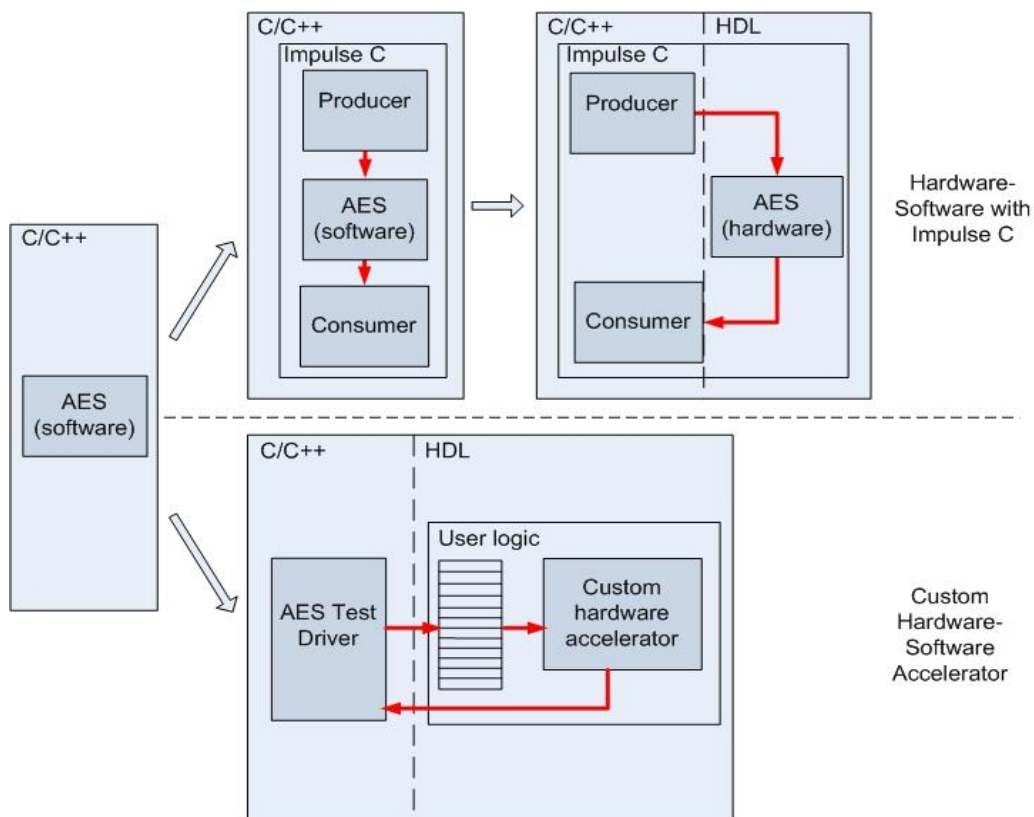 C/C++
AES
(software)
C/C++
Impulse C
Producer
AES
(software)
Consumer
C/C++
HDL
Impulse C
Producer
AES
(hardware)
Consumer
Hardware-
Software with
Impulse C
C/C++
HDL
AES Test
Driver
User logic
Custom
hardware
accelerator
Custom
Hardware-
Software
Accelerator